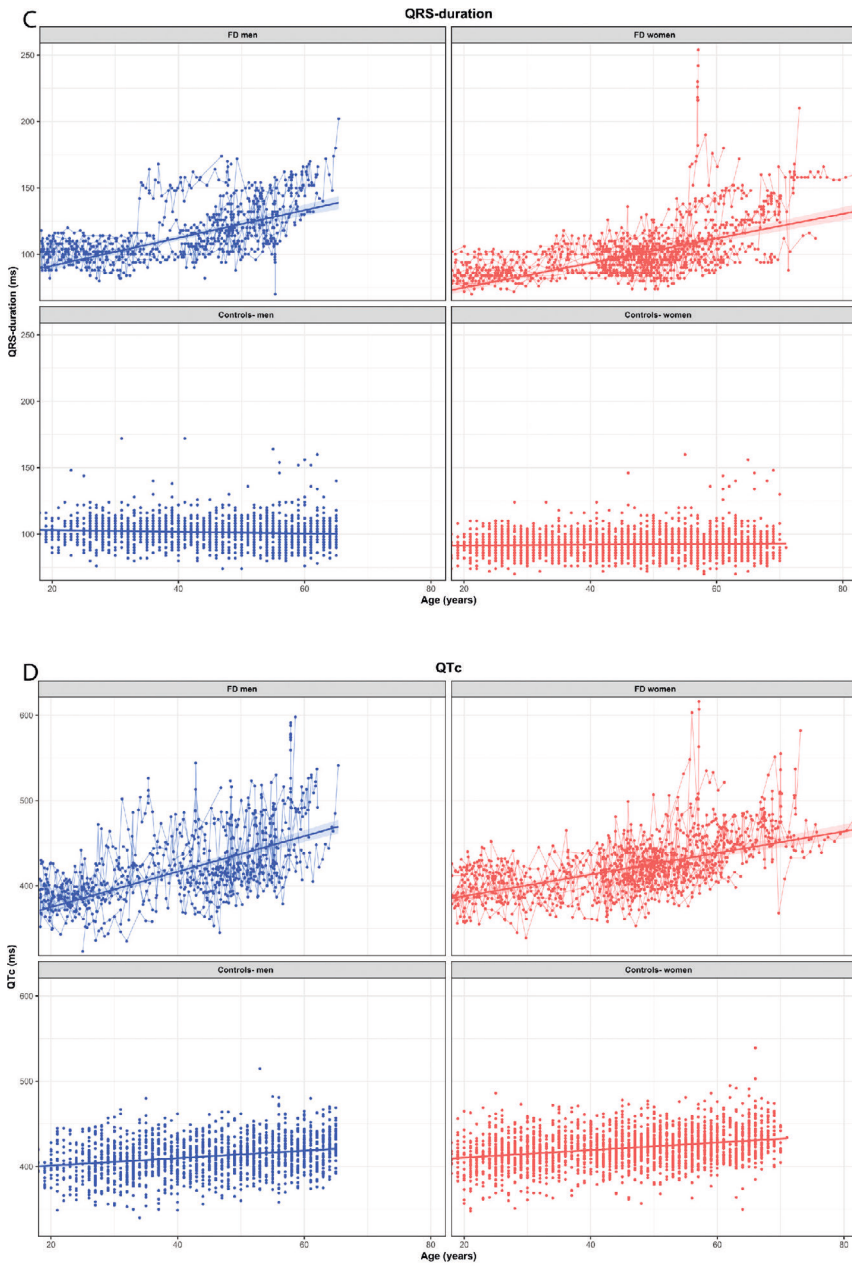 C
QRS-duration
FD men
FD women
250
200
150
100
Controls- men
Controls- women
250
200
150
100
QRS-duration (ms)
20 40 60 80 20 40 60 80
Age (years)
D
QTc
FD men
FD women
600
500
400
Controls- men
Controls- women
600
500
400
QTc (ms)
20 40 60 80 20 40 60 80
Age (years)